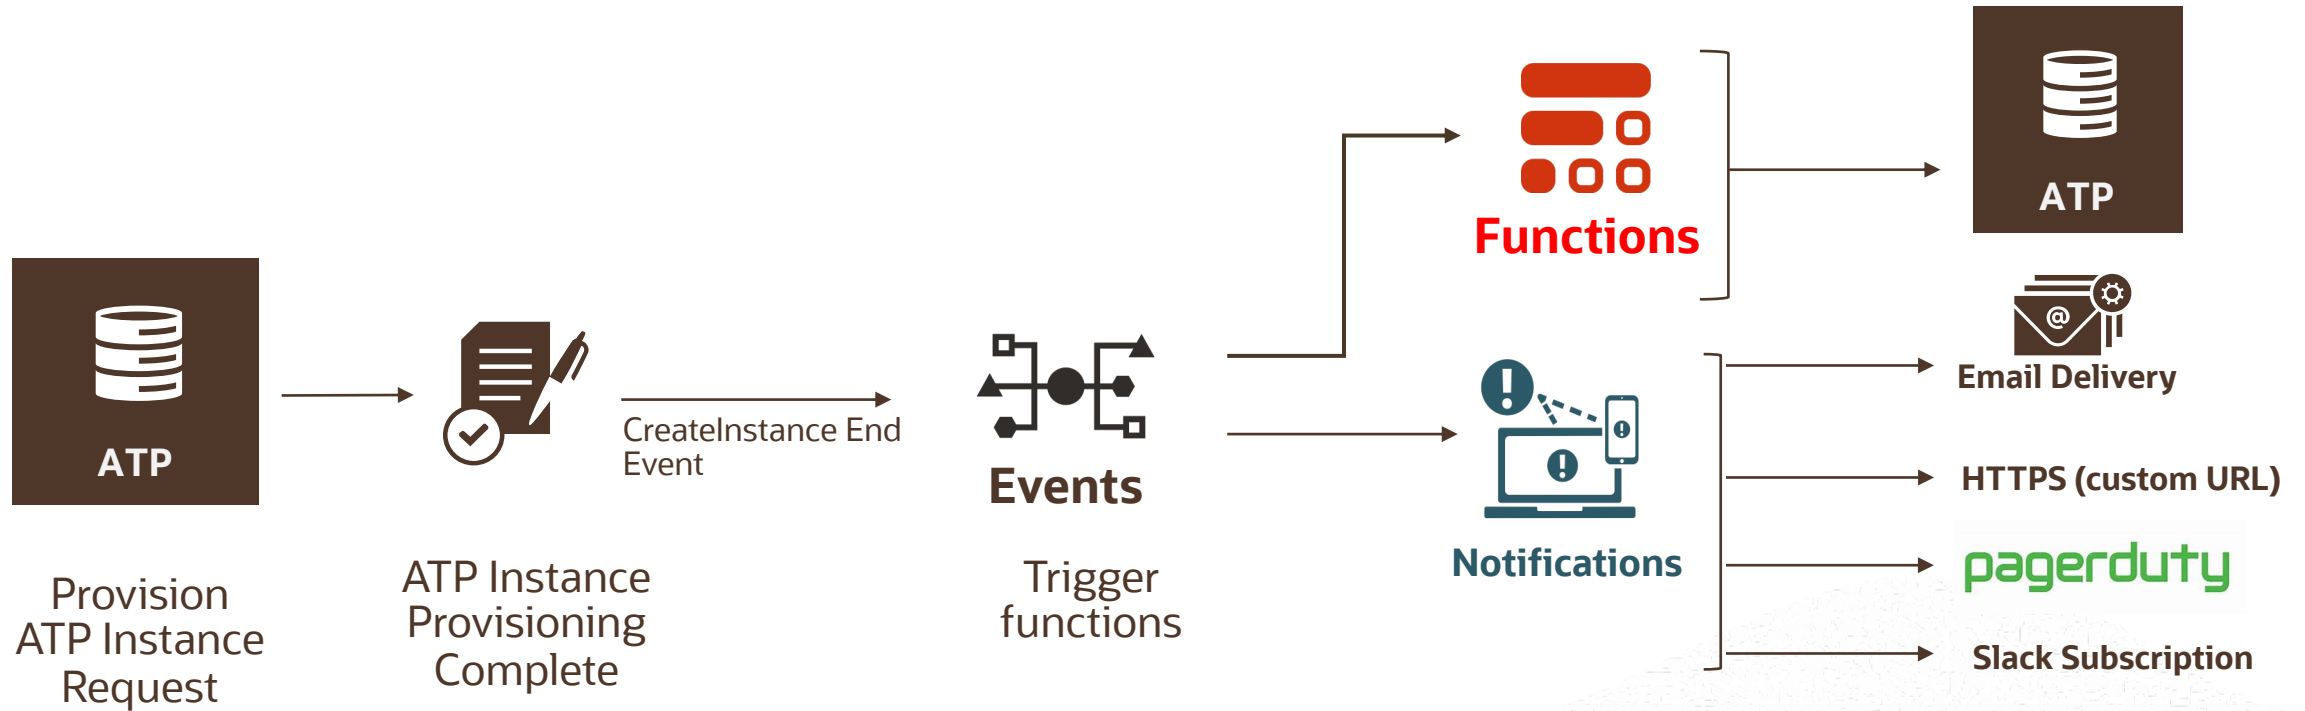 ATP
Provision
ATP Instance
Request
ATP Instance
Provisioning
Complete
CreateInstance End
Event
Events
Trigger
functions
Functions
Notifications
ATP
@
Email Delivery
HTTPS (custom URL)
pagerduty
Slack Subscription